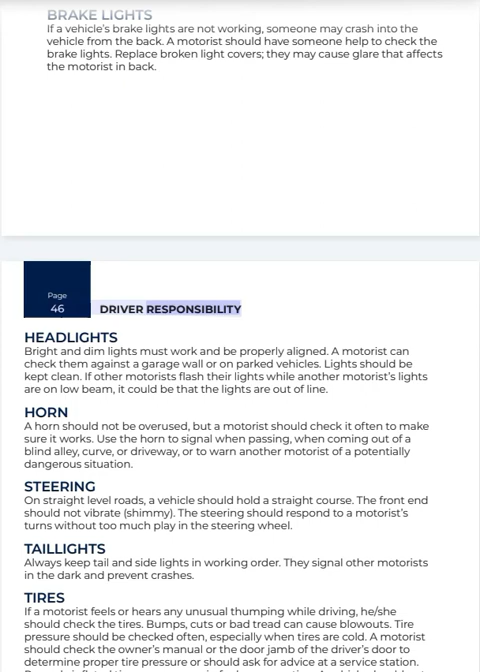 BRAKE LIGHTS
If a vehicle's brake lights are not working, someone may crash into the
vehicle from the back. A motorist should have someone help to check the
brake lights. Replace broken light covers; they may cause glare that affects
the motorist in back.
Page
46
DRIVER RESPONSIBILITY
HEADLIGHTS
Bright and dim lights must work and be properly aligned. A motorist can
check them against a garage wall or on parked vehicles. Lights should be
kept clean. If other motorists flash their lights while another motorist's lights
are on low beam, it could be that the lights are out of line.
HORN
A horn should not be overused, but a motorist should check it often to make
sure it works. Use the horn to signal when passing, when coming out of a
blind alley, curve, or driveway, or to warn another motorist of a potentially
dangerous situation.
STEERING
On straight level roads, a vehicle should hold a straight course. The front end
should not vibrate (shimmy). The steering should respond to a motorist's
turns without too much play in the steering wheel.
TAILLIGHTS
Always keep tail and side lights in working order. They signal other motorists
in the dark and prevent crashes.
TIRES
If a motorist feels or hears any unusual thumping while driving, he/she
should check the tires. Bumps, cuts or bad tread can cause blowouts. Tire
pressure should be checked often, especially when tires are cold. A motorist
should check the owner's manual or the door jamb of the driver's door to
determine proper tire pressure or should ask for advice at a service station.